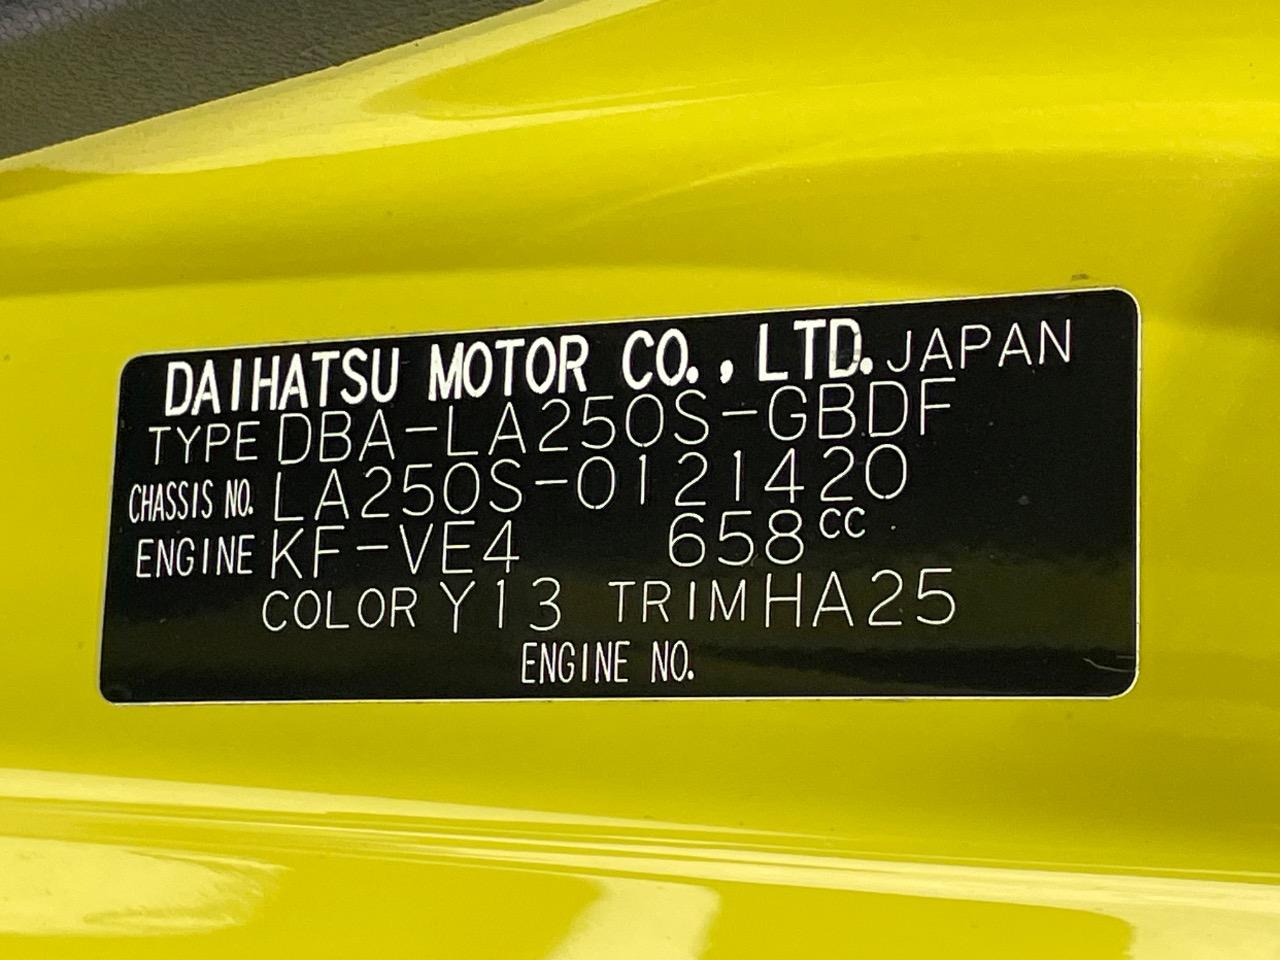 DAIHATSU MOTOR CO., LTD. JAPAN
TYPE DBA-LA250S-GBDF
CHASSIS NO. LA250S-0121420
ENGINE KF-VE4 658cc
COLOR Y13 TRIM HA25
ENGINE NO.